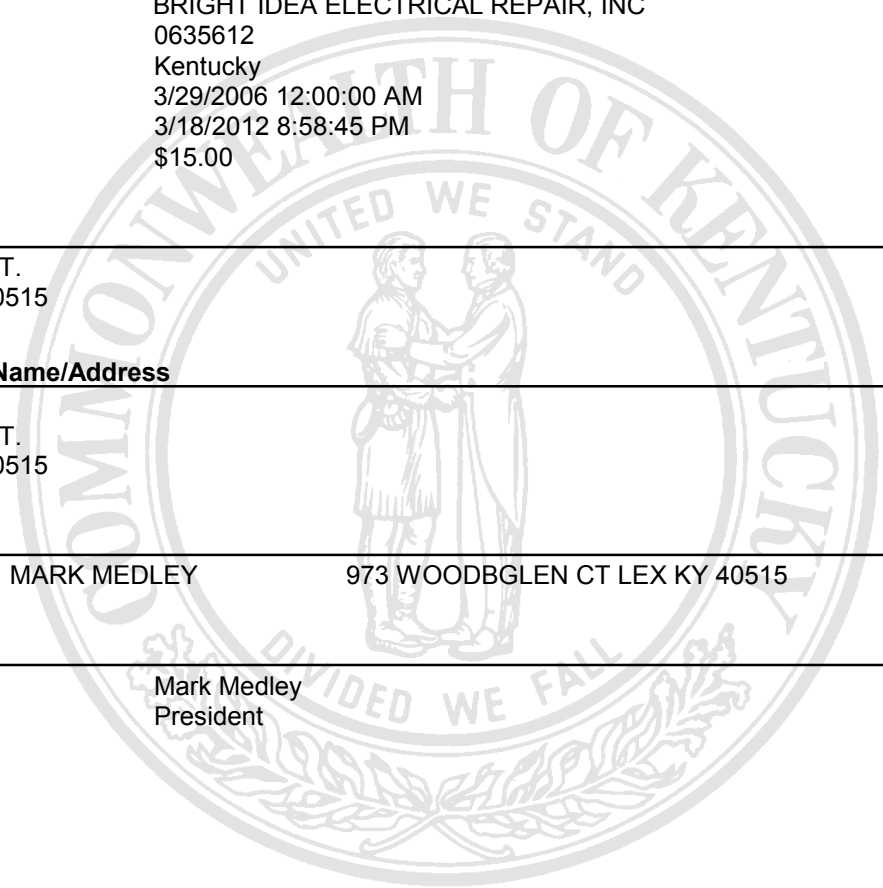 BRIGHT IDEA ELECTRICAL REPAIR, INC
0635612
Kentucky
3/29/2006 12:00:00 AM
3/18/2012 8:58:45 PM
$15.00
COMMONWEALTH OF KENTUCKY
UNITED WE STAND
T.
0515
Name/Address
T.
0515
MARK MEDLEY 973 WOODBGLEN CT LEX KY 40515
DIVIDED WE FALL
Mark Medley
President